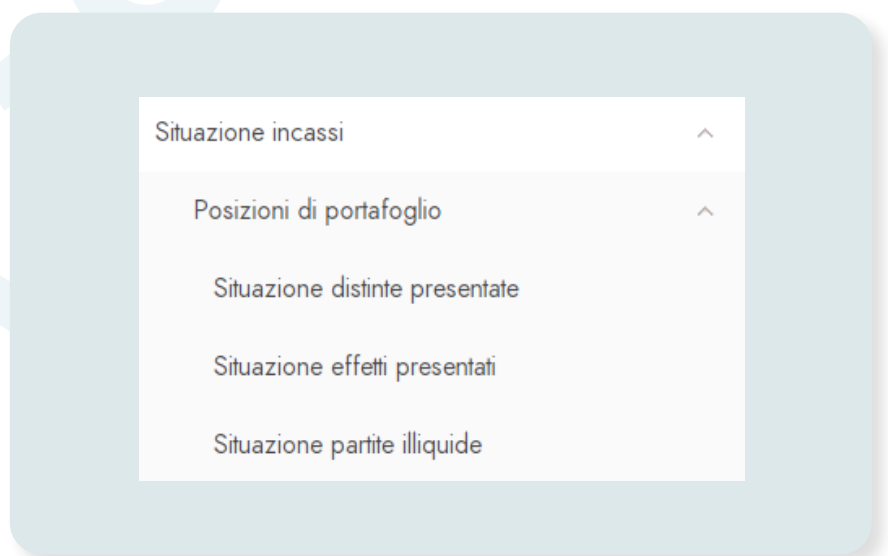 Situazione incassi
Posizioni di portafoglio
Situazione distinte presentate
Situazione effetti presentati
Situazione partite illiquide